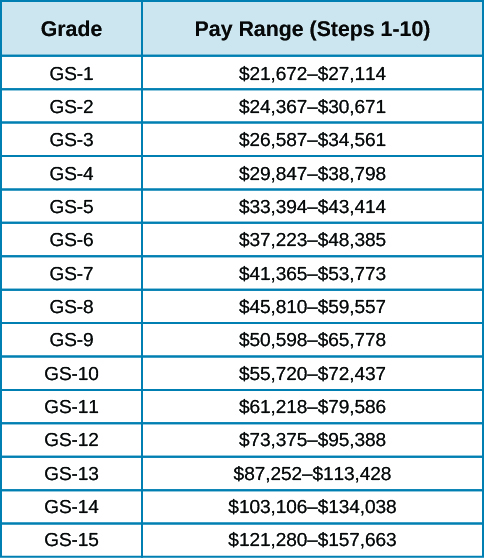 Grade Pay Range (Steps 1-10)
GS-1 $21,672–$27,114
GS-2 $24,367–$30,671
GS-3 $26,587–$34,561
GS-4 $29,847–$38,798
GS-5 $33,394–$43,414
GS-6 $37,223–$48,385
GS-7 $41,365–$53,773
GS-8 $45,810–$59,557
GS-9 $50,598–$65,778
GS-10 $55,720–$72,437
GS-11 $61,218–$79,586
GS-12 $73,375–$95,388
GS-13 $87,252–$113,428
GS-14 $103,106–$134,038
GS-15 $121,280–$157,663